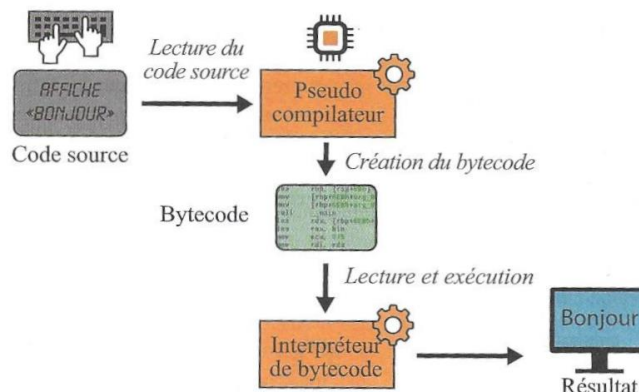 Lecture du
code source
AFFICHE
«BONJOUR»
Code source
Pseudo
compilateur
Création du bytecode
Bytecode
Lecture et exécution
Interpréteur
de bytecode
Bonjour
Résultat